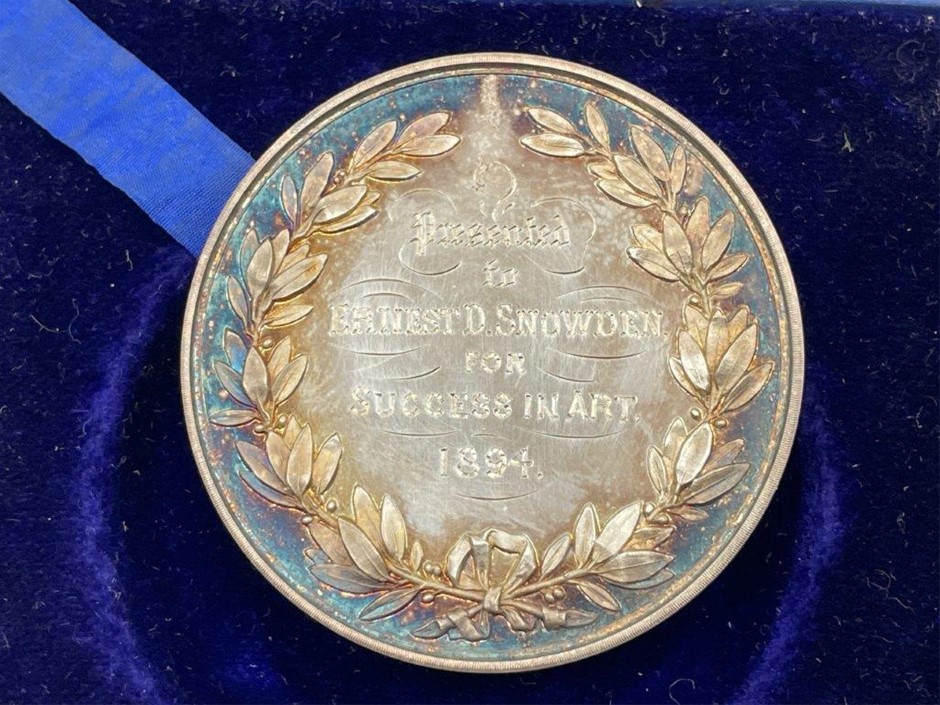 Presented
to
ERNEST D. SNOWDEN
FOR
SUCCESS IN ART.
1894.